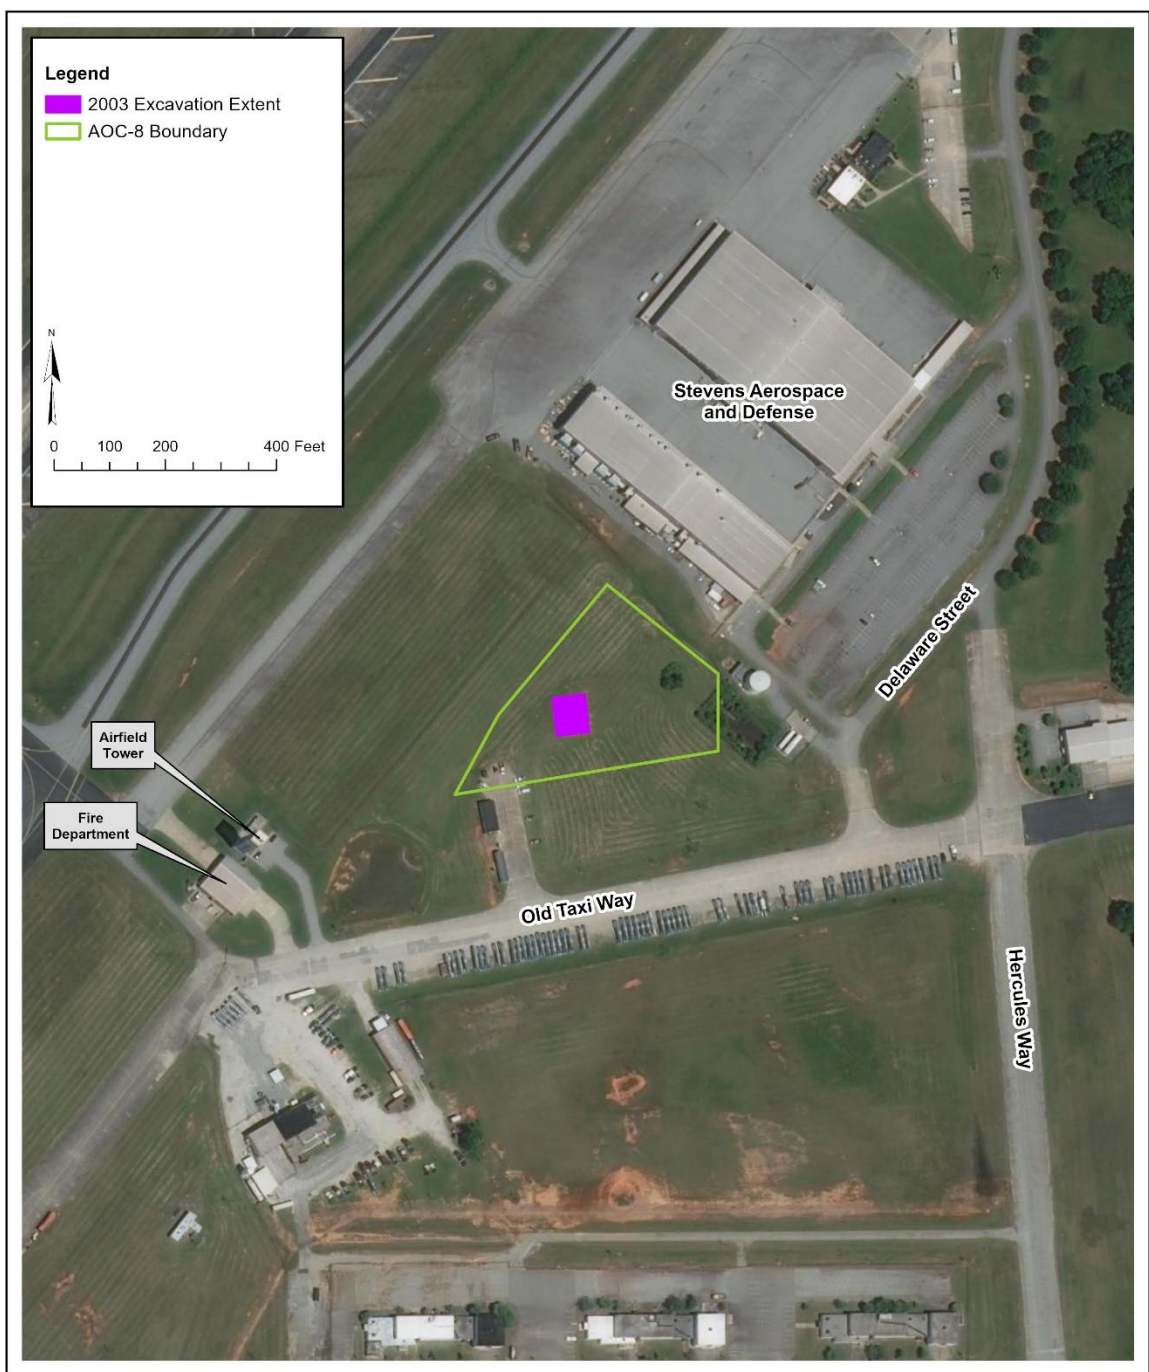 Legend
2003 Excavation Extent
AOC-8 Boundary
N
0 100 200 400 Feet
Stevens Aerospace
and Defense
Delaware Street
Airfield
Tower
Fire
Department
Old Taxi Way
Hercules Way